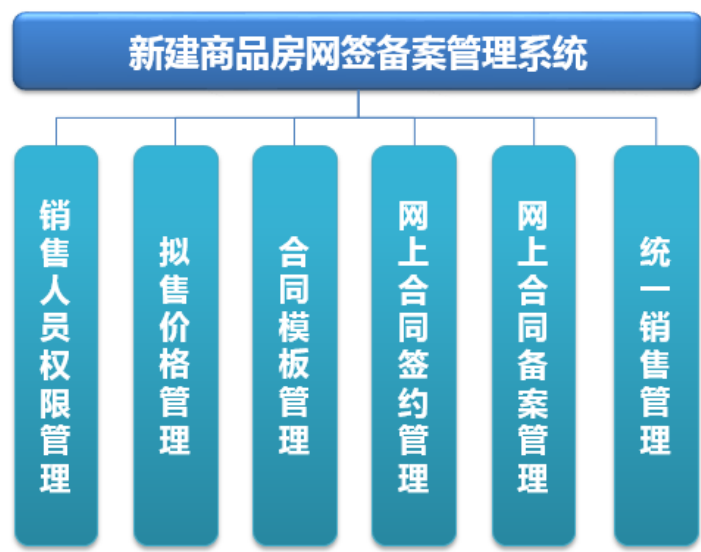 新建商品房网签备案管理系统
销售人员权限管理
拟售价格管理
合同模板管理
网上合同签约管理
网上合同备案管理
统一销售管理